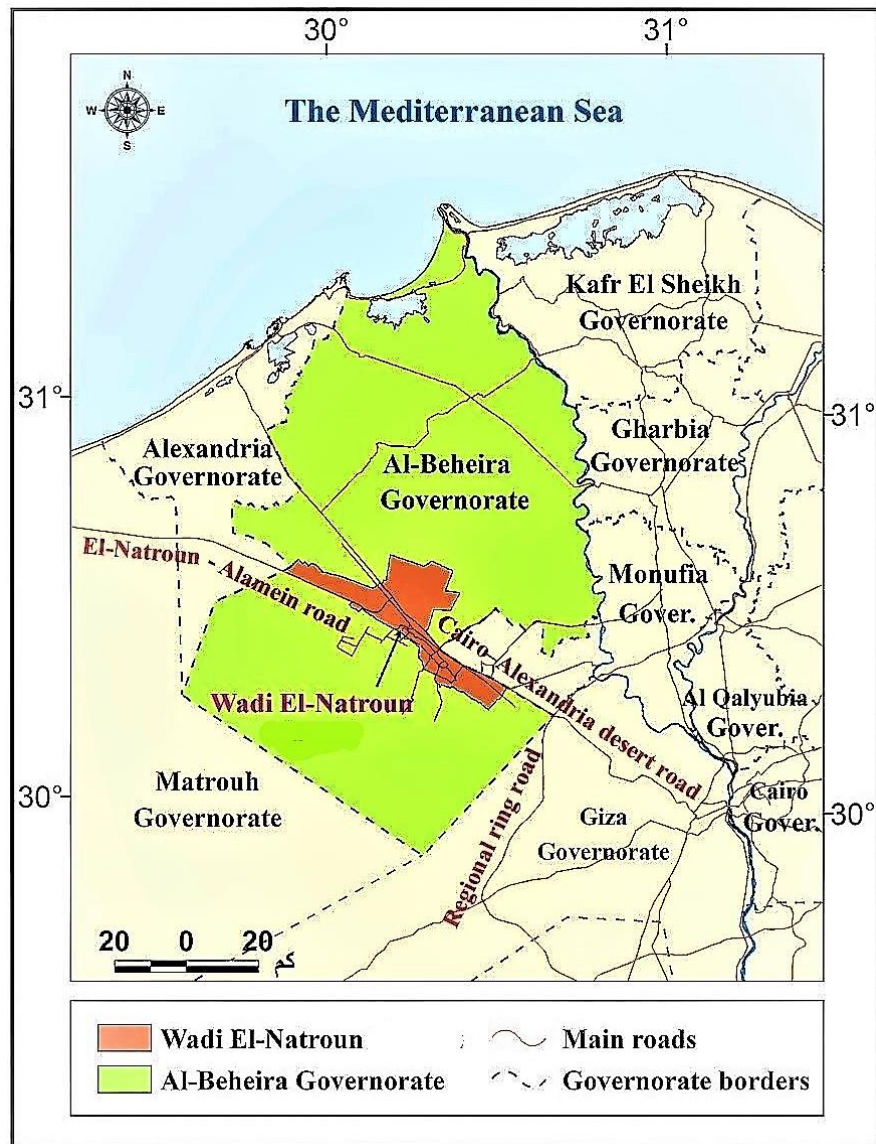 30° 31°
N
W E
S
The Mediterranean Sea
Kafr El Sheikh
Governorate
31° 31°
Alexandria
Governorate
Al-Beheira
Governorate
Gharbia
Governorate
El-Natroun
Alamein road
Monufia
Gover.
Cairo Alexandria desert road
Wadi El-Natroun
Al Qalyubia
Gover.
Matrouh
Governorate
Regional ring road
Giza
Governorate
Cairo
Gover.
30° 30°
20 0 20
كم
Wadi El-Natroun
Main roads
Al-Beheira Governorate
Governorate borders